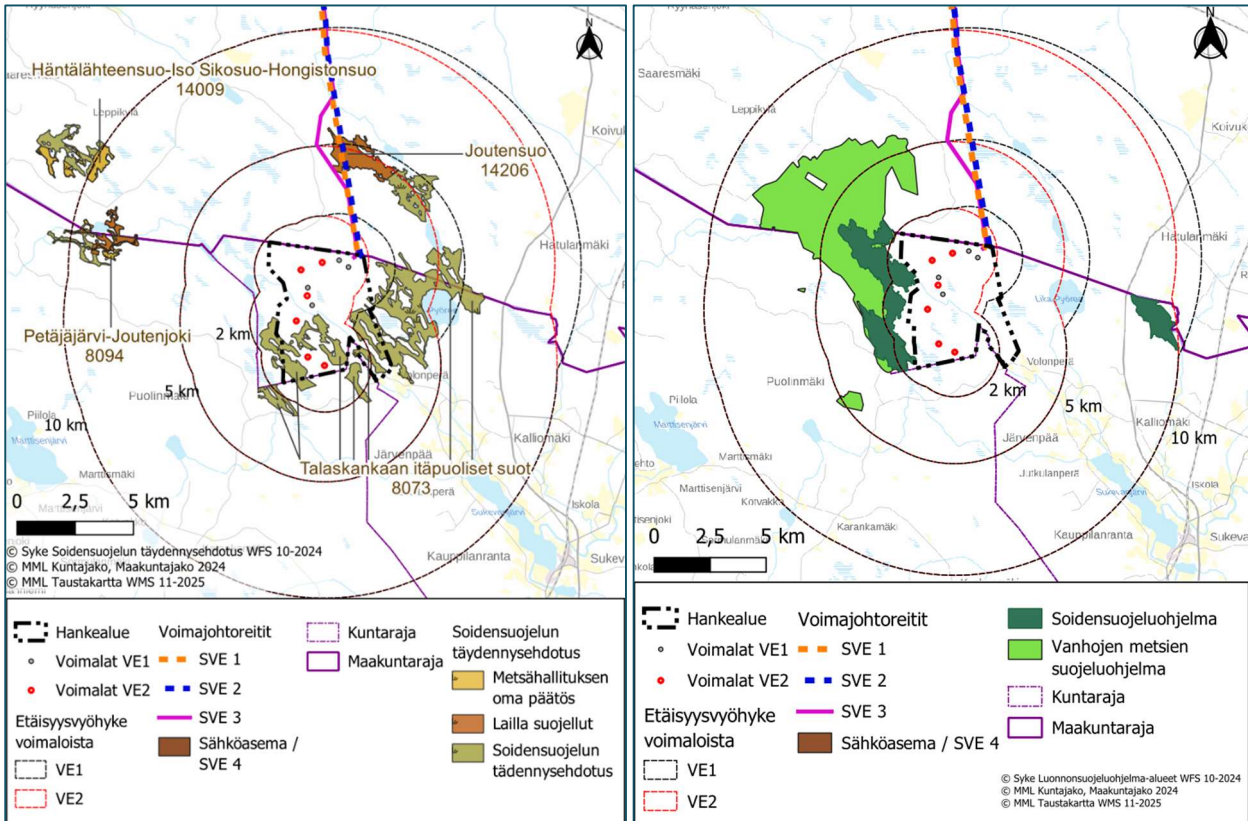 N
Saaresmäki
Häntälähteensuo-Iso Sikosuo-Hongistonsuo
14009
Leppikylä
Joutensuo
14206
Hatulanmäki
Petäjäjärvi-Joutenjoki
8094
2 km
Puolinmäki
5 km
Piilola
10 km
Marttisenjärvi
Kalliomäki
Järvenpää
Marttismäki
Talaskankaan itäpuoliset suot
8073
Iskola
Kauppilanranta
Sukeva
0 2,5 5 km
© Syke Soidensuojelun täydennysehdotus WFS 10-2024
© MML Kuntajako, Maakuntajako 2024
© MML Taustakartta WMS 11-2025
Hankealue
Voimalat VE1
Voimalat VE2
Etäisyysvyöhyke
voimaloista
VE1
VE2
Voimajohtoreitit
SVE 1
SVE 2
SVE 3
Sähköasema /
SVE 4
Kuntaraja
Maakuntaraja
Soidensuojelun
täydennysehdotus
Metsähallituksen
oma päätös
Lailla suojellut
Soidensuojelun
tädennysehdotus
N
Saaresmäki
Leppikylä
Hatulanmäki
Volonperä
Puolinmäki
2 km
5 km
Piilola
10 km
Marttisenjärvi
Kalliomäki
Järvenpää
Marttismäki
Jutkulanperä
Marttisenjärvi
Korvakko
Iskola
Karankamäki
Kauppilanranta
0 2,5 5 km
Hankealue
Voimalat VE1
Voimalat VE2
Etäisyysvyöhyke
voimaloista
VE1
VE2
Voimajohtoreitit
SVE 1
SVE 2
SVE 3
Sähköasema / SVE 4
Soidensuojeluohjelma
Vanhojen metsien
suojeluohjelma
Kuntaraja
Maakuntaraja
© Syke Luonnonsuojeluohjelma-alueet WFS 10-2024
© MML Kuntajako, Maakuntajako 2024
© MML Taustakartta WMS 11-2025